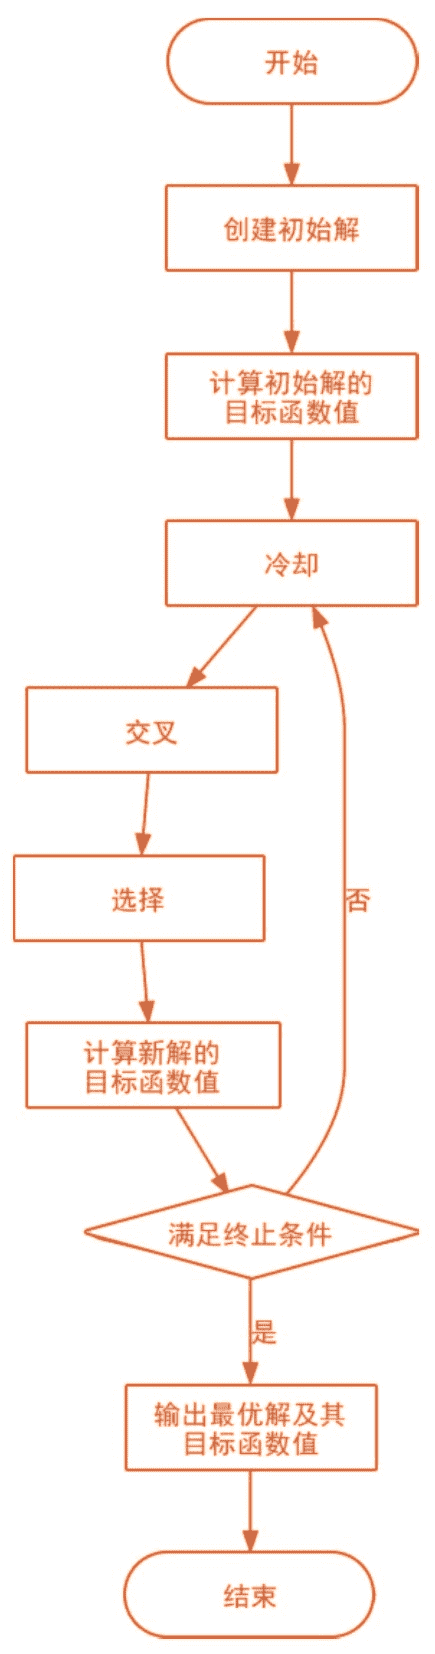 开始
创建初始解
计算初始解的
目标函数值
冷却
交叉
选择
否
计算新解的
目标函数值
满足终止条件
是
输出最优解及其
目标函数值
结束